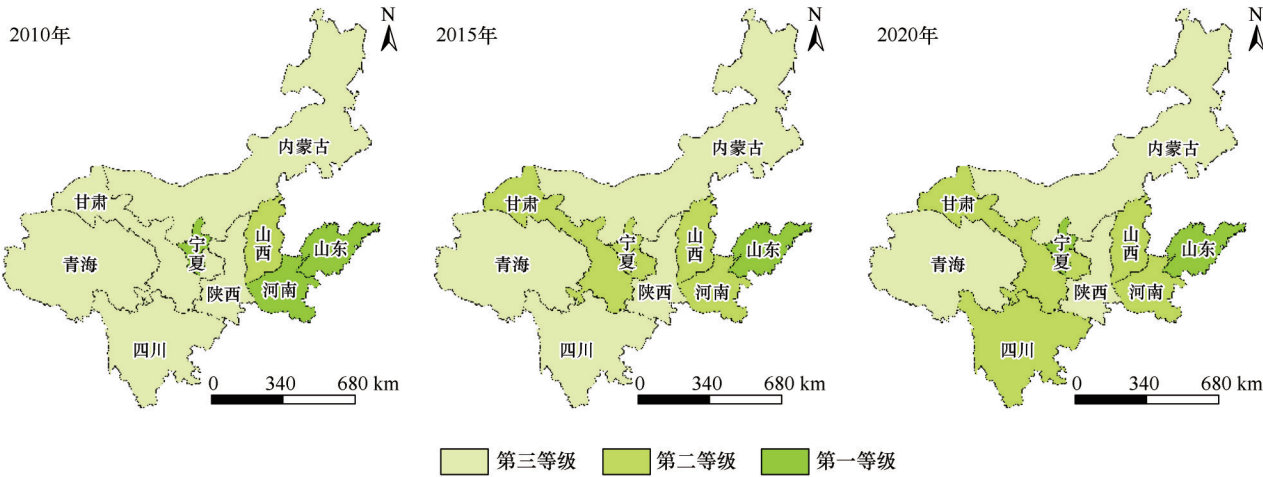 2010年
N
内蒙古
甘肃
宁夏
山西
山东
青海
陕西
河南
四川
0 340 680 km
2015年
N
内蒙古
甘肃
宁夏
山西
山东
青海
陕西
河南
四川
0 340 680 km
2020年
N
内蒙古
甘肃
宁夏
山西
山东
青海
陕西
河南
四川
0 340 680 km
第三等级 第二等级 第一等级